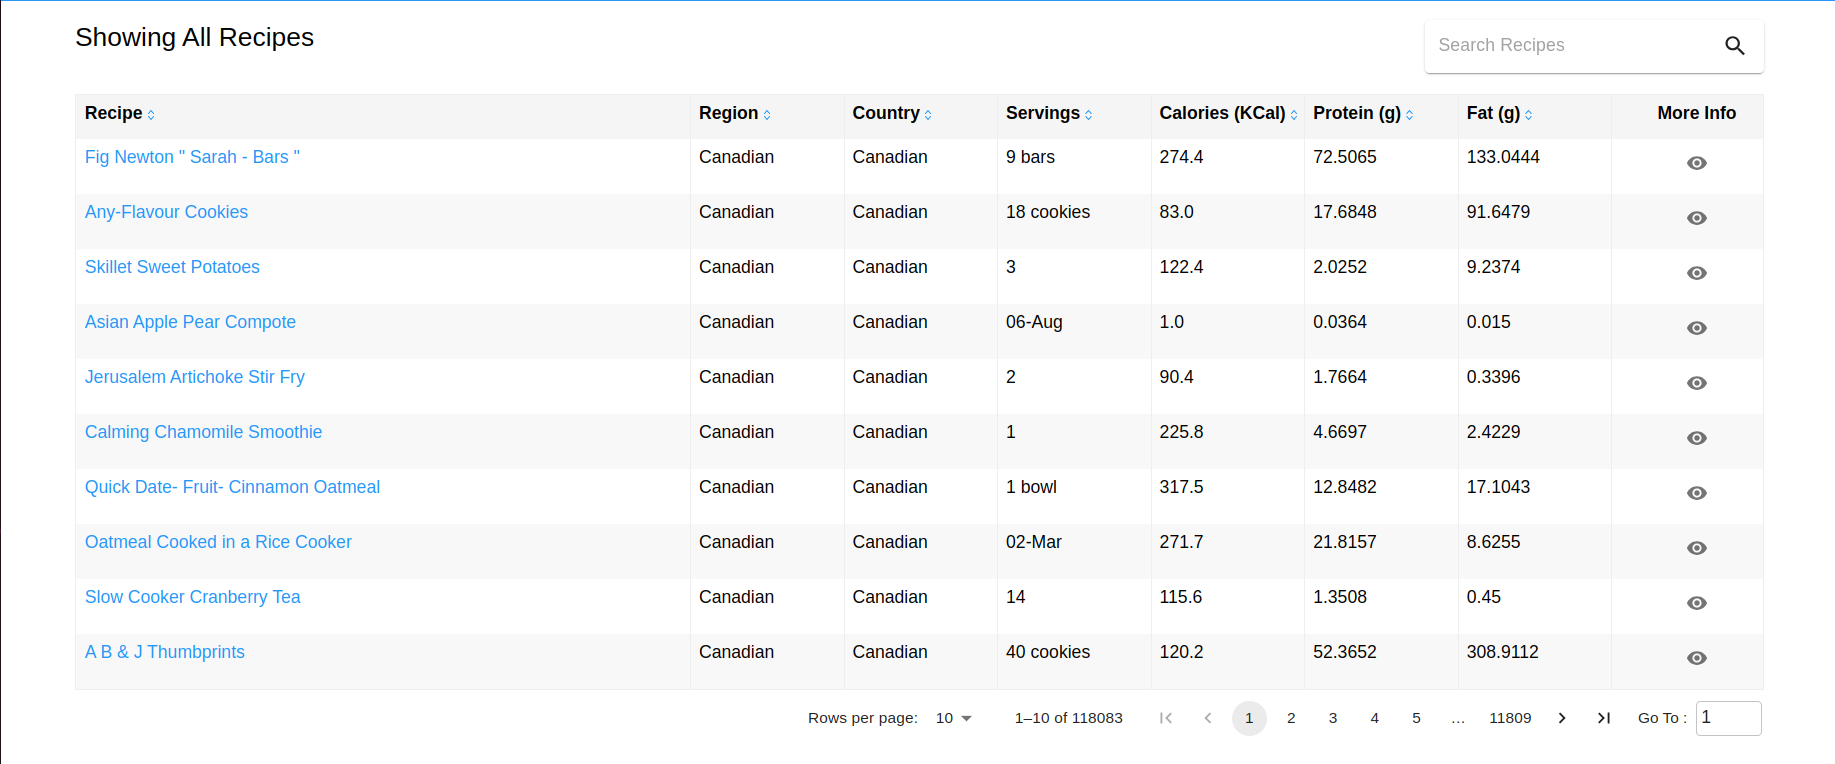 Showing All Recipes
Search Recipes
Recipe Region Country Servings Calories (KCal) Protein (g) Fat (g) More Info
Fig Newton " Sarah - Bars " Canadian Canadian 9 bars 274.4 72.5065 133.0444
Any-Flavour Cookies Canadian Canadian 18 cookies 83.0 17.6848 91.6479
Skillet Sweet Potatoes Canadian Canadian 3 122.4 2.0252 9.2374
Asian Apple Pear Compote Canadian Canadian 06-Aug 1.0 0.0364 0.015
Jerusalem Artichoke Stir Fry Canadian Canadian 2 90.4 1.7664 0.3396
Calming Chamomile Smoothie Canadian Canadian 1 225.8 4.6697 2.4229
Quick Date- Fruit- Cinnamon Oatmeal Canadian Canadian 1 bowl 317.5 12.8482 17.1043
Oatmeal Cooked in a Rice Cooker Canadian Canadian 02-Mar 271.7 21.8157 8.6255
Slow Cooker Cranberry Tea Canadian Canadian 14 115.6 1.3508 0.45
A B & J Thumbprints Canadian Canadian 40 cookies 120.2 52.3652 308.9112
Rows per page: 10 1–10 of 118083 1 2 3 4 5 ... 11809 Go To : 1